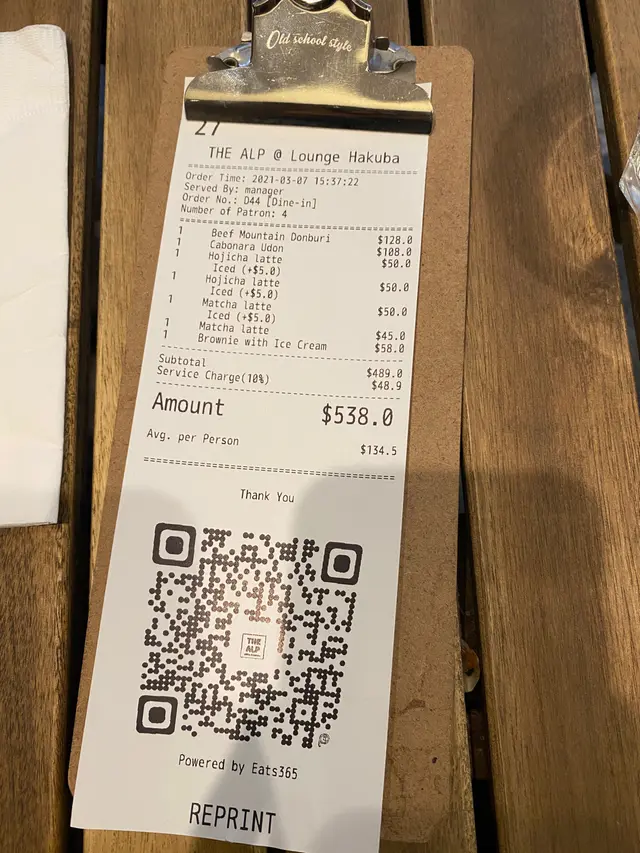 Old school style
27
THE ALP @ Lounge Hakuba
Order Time: 2021-03-07 15:37:22
Served By: manager
Order No.: D44 [Dine-in]
Number of Patron: 4
1 Beef Mountain Donburi $128.0
1 Cabonara Udon $108.0
1 Hojicha latte $50.0
Iced (+$5.0)
1 Hojicha latte $50.0
Iced (+$5.0)
1 Matcha latte $50.0
Iced (+$5.0)
1 Matcha latte $45.0
1 Brownie with Ice Cream $58.0
Subtotal $489.0
Service Charge(10%) $48.9
Amount $538.0
Avg. per Person $134.5
Thank You
THE
ALP
Powered by Eats365
REPRINT